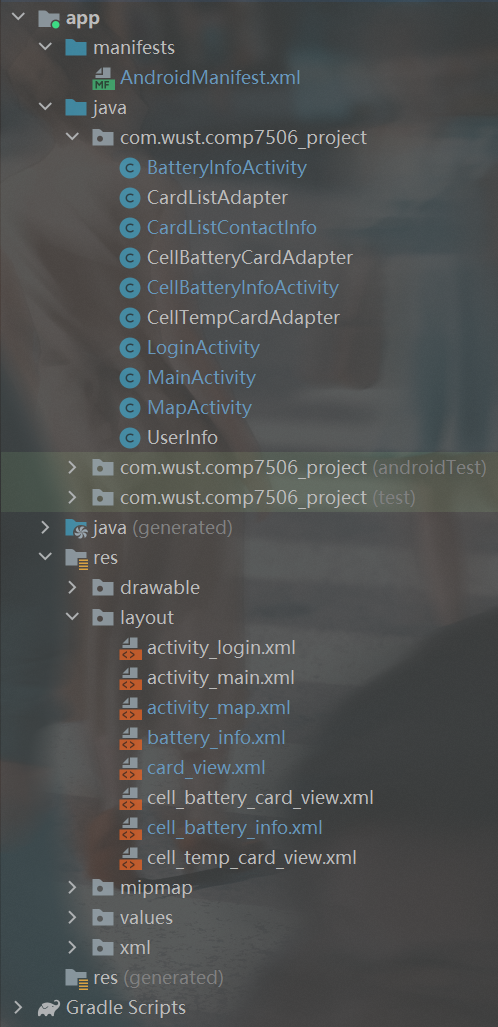 app
manifests
AndroidManifest.xml
java
com.wust.comp7506_project
BatteryInfoActivity
CardListAdapter
CardListContactInfo
CellBatteryCardAdapter
CellBatteryInfoActivity
CellTempCardAdapter
LoginActivity
MainActivity
MapActivity
UserInfo
com.wust.comp7506_project (androidTest)
com.wust.comp7506_project (test)
java (generated)
res
drawable
layout
activity_login.xml
activity_main.xml
activity_map.xml
battery_info.xml
card_view.xml
cell_battery_card_view.xml
cell_battery_info.xml
cell_temp_card_view.xml
mipmap
values
xml
res (generated)
Gradle Scripts